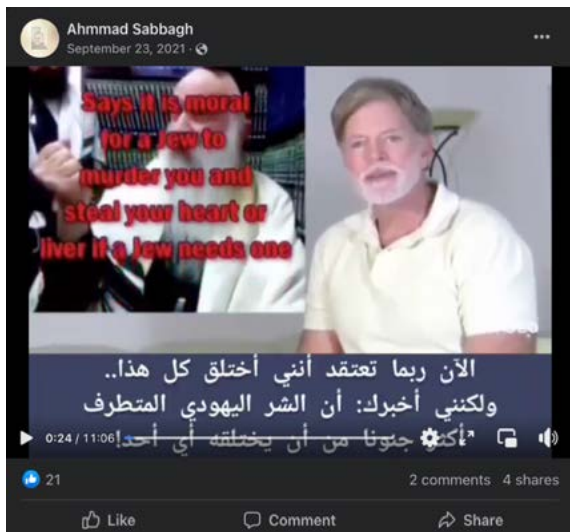 Ahmmad Sabbagh
September 23, 2021
Says it is moral
for a Jew to
murder you and
steal your heart or
liver if a Jew needs one
الآن ربما تعتقد أنني أختلق كل هذا..
ولكنني أخبرك: أن الشر اليهودي المتطرف
أكثر جنونا من أن يختلقه أي أحد!
0:24 / 11:06
21
2 comments 4 shares
Like Comment Share